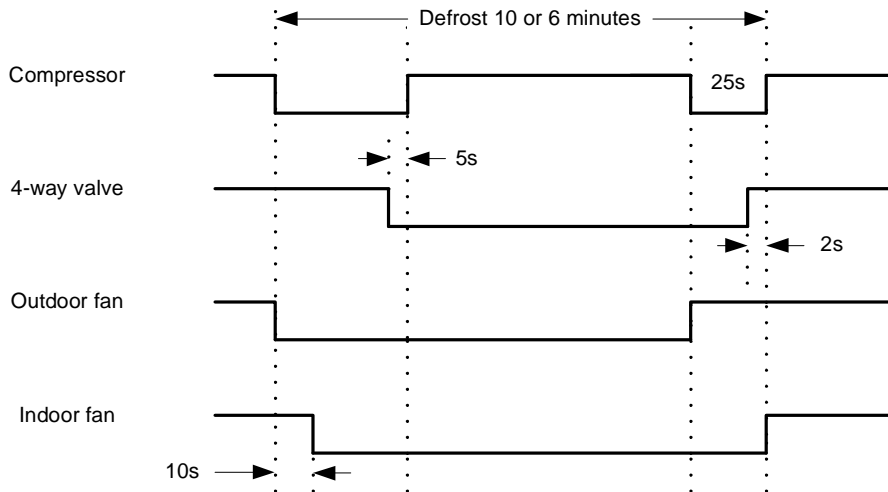 Defrost 10 or 6 minutes
Compressor
25s
5s
4-way valve
2s
Outdoor fan
Indoor fan
10s